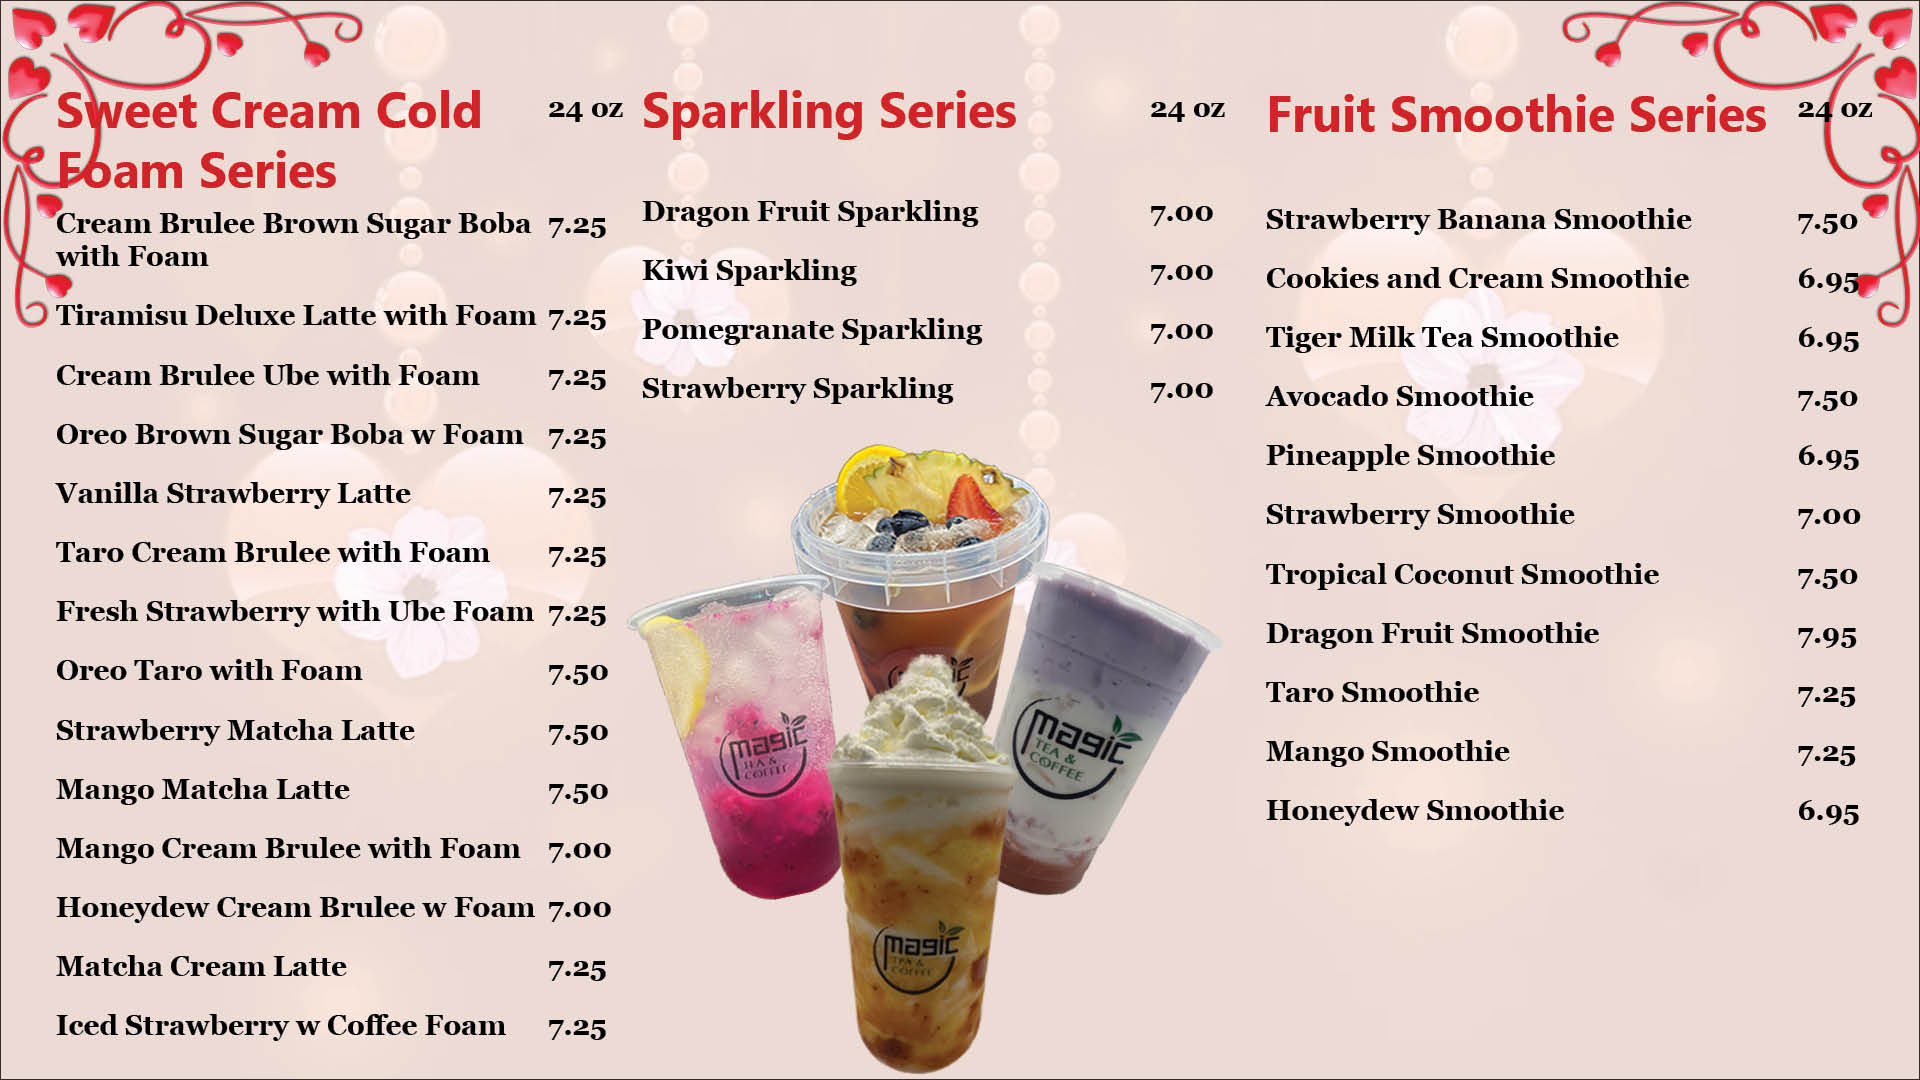 Sweet Cream Cold
Foam Series
24 oz
Cream Brulee Brown Sugar Boba
with Foam
7.25
Tiramisu Deluxe Latte with Foam 7.25
Cream Brulee Ube with Foam 7.25
Oreo Brown Sugar Boba w Foam 7.25
Vanilla Strawberry Latte 7.25
Taro Cream Brulee with Foam 7.25
Fresh Strawberry with Ube Foam 7.25
Oreo Taro with Foam 7.50
Strawberry Matcha Latte 7.50
Mango Matcha Latte 7.50
Mango Cream Brulee with Foam 7.00
Honeydew Cream Brulee w Foam 7.00
Matcha Cream Latte 7.25
Iced Strawberry w Coffee Foam 7.25
Sparkling Series 24 oz
Dragon Fruit Sparkling 7.00
Kiwi Sparkling 7.00
Pomegranate Sparkling 7.00
Strawberry Sparkling 7.00
magic
TEA &
COFFEE
magic
TEA &
COFFEE
magic
TEA &
COFFEE
Fruit Smoothie Series 24 oz
Strawberry Banana Smoothie 7.50
Cookies and Cream Smoothie 6.95
Tiger Milk Tea Smoothie 6.95
Avocado Smoothie 7.50
Pineapple Smoothie 6.95
Strawberry Smoothie 7.00
Tropical Coconut Smoothie 7.50
Dragon Fruit Smoothie 7.95
Taro Smoothie 7.25
Mango Smoothie 7.25
Honeydew Smoothie 6.95